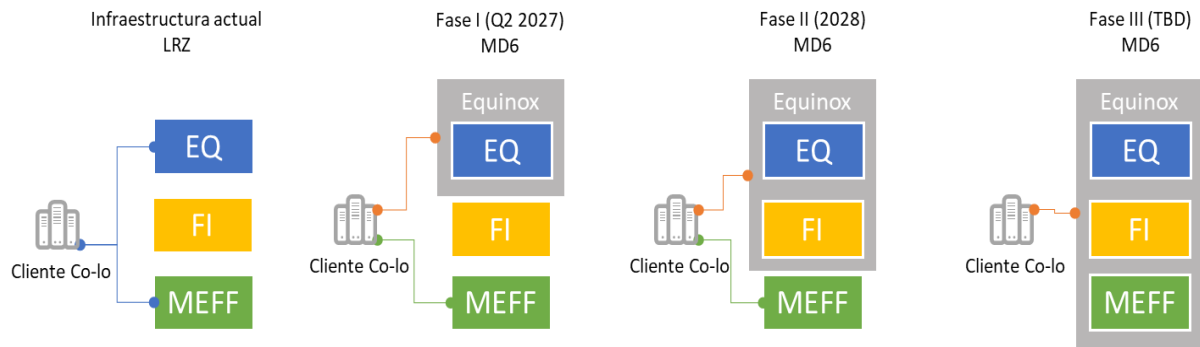 Infraestructura actual
LRZ
EQ
FI
MEFF
Cliente Co-lo
Fase I (Q2 2027)
MD6
Equinox
EQ
FI
MEFF
Cliente Co-lo
Fase II (2028)
MD6
Equinox
EQ
FI
MEFF
Cliente Co-lo
Fase III (TBD)
MD6
Equinox
EQ
FI
MEFF
Cliente Co-lo